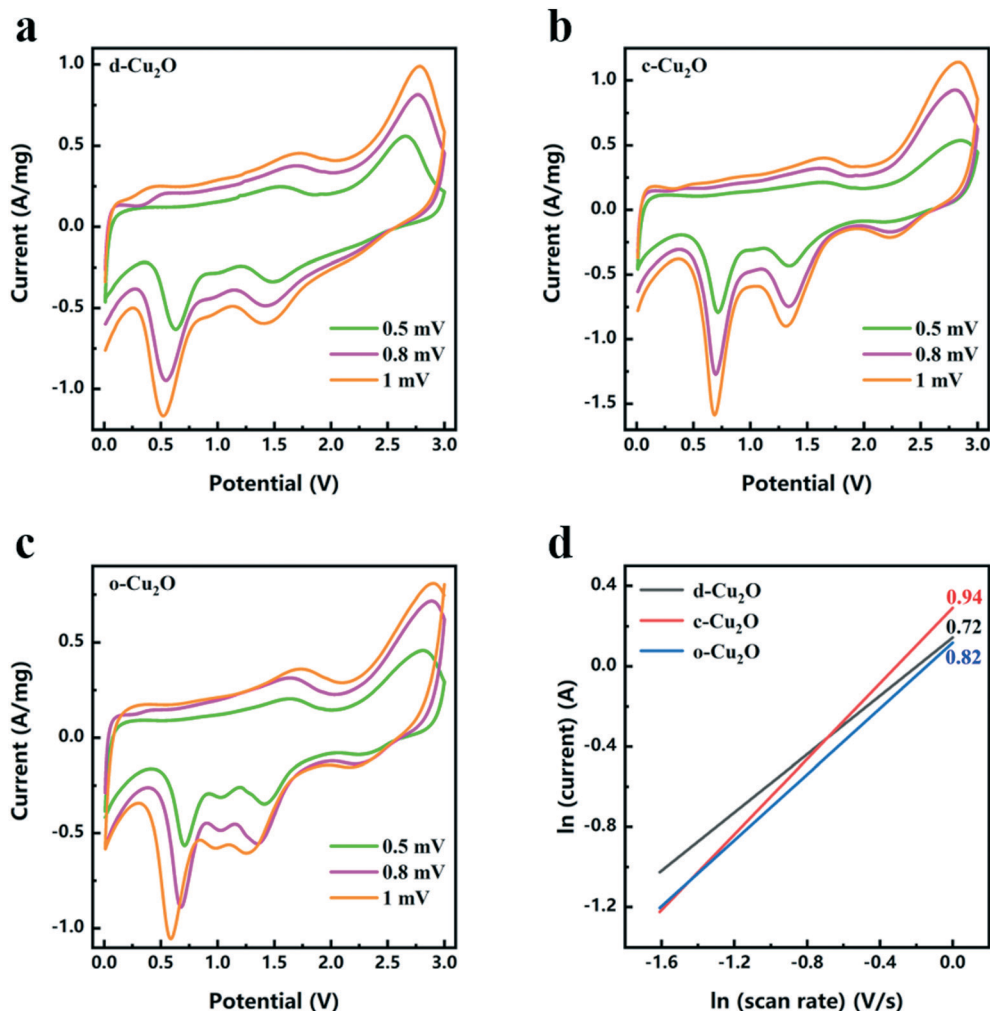 a
d-Cu₂O
1.0
0.5
0.0
-0.5
-1.0
Current (A/mg)
0.5 mV
0.8 mV
1 mV
0.0 0.5 1.0 1.5 2.0 2.5 3.0
Potential (V)
b
c-Cu₂O
1.0
0.5
0.0
-0.5
-1.0
-1.5
Current (A/mg)
0.5 mV
0.8 mV
1 mV
0.0 0.5 1.0 1.5 2.0 2.5 3.0
Potential (V)
c
o-Cu₂O
0.5
0.0
-0.5
-1.0
Current (A/mg)
0.5 mV
0.8 mV
1 mV
0.0 0.5 1.0 1.5 2.0 2.5 3.0
Potential (V)
d
0.4
0.0
-0.4
-0.8
-1.2
ln (current) (A)
d-Cu₂O
c-Cu₂O
o-Cu₂O
0.94
0.72
0.82
-1.6 -1.2 -0.8 -0.4 0.0
ln (scan rate) (V/s)